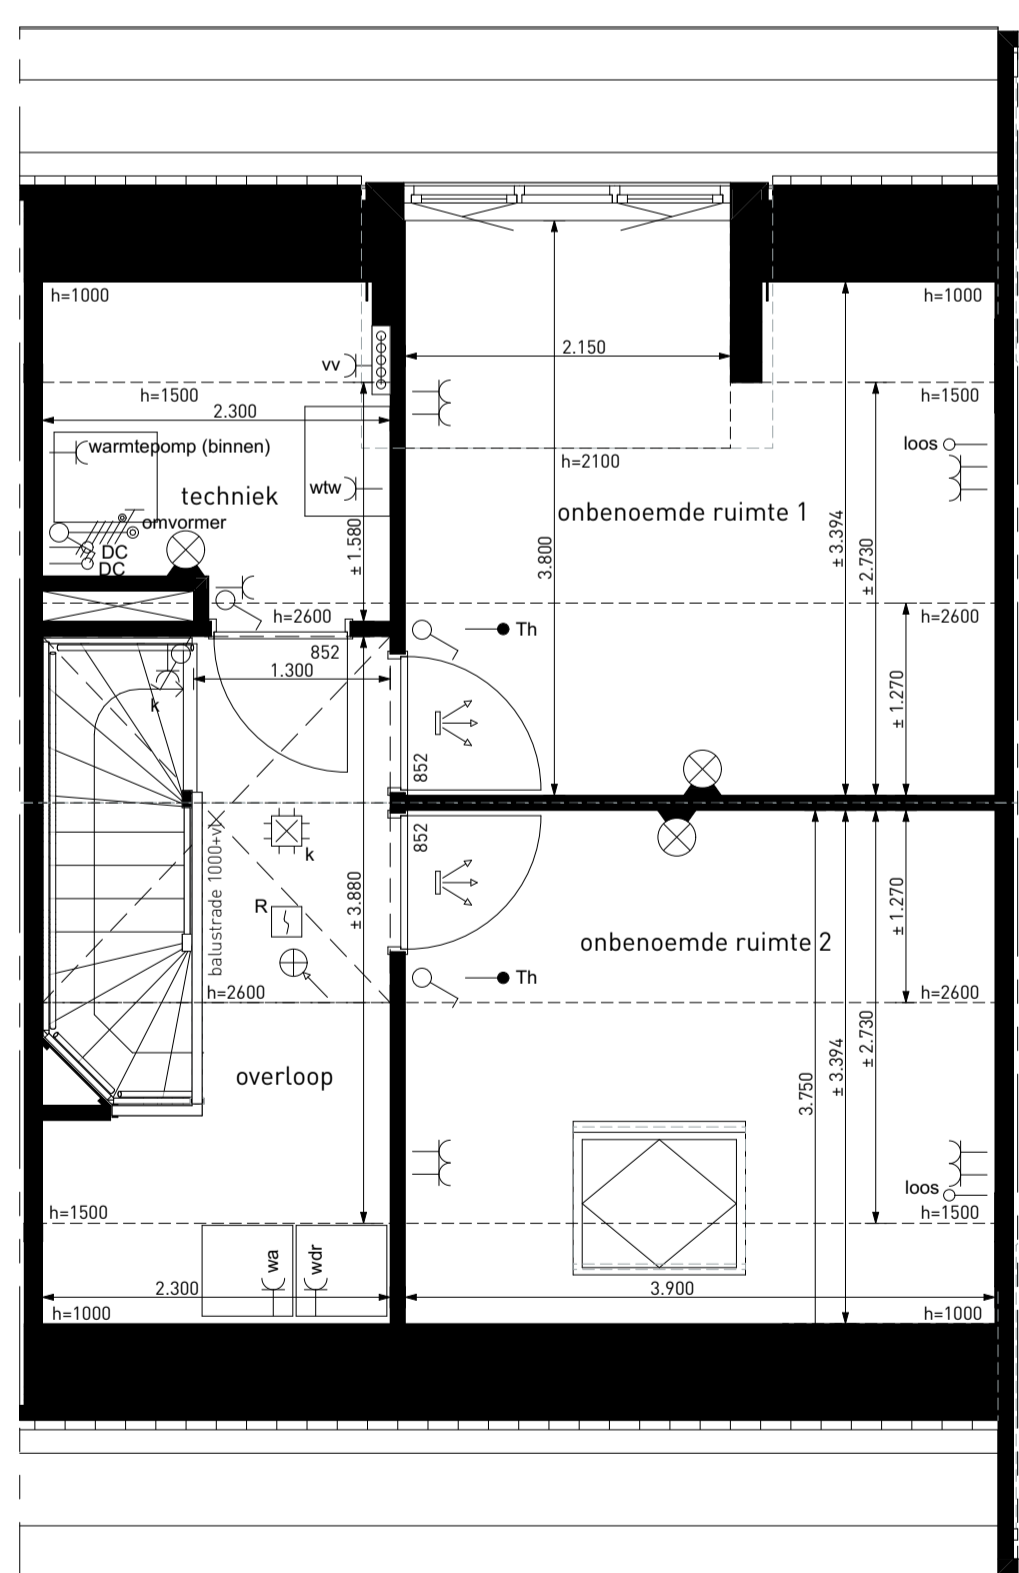 h=1000
h=1000
2.150
vv
h=1500
h=1500
2.300
warmtepomp (binnen)
loos
h=2100
wtw
techniek
onbenoemde ruimte 1
omvormer
DC
DC
± 1.580
3.800
± 3.394
± 2.730
h=2600
h=2600
Th
852
1.300
k
852
± 1.270
852
k
balustrade 1000+vl
± 3.880
R
± 1.270
onbenoemde ruimte 2
Th
h=2600
h=2600
overloop
3.750
± 3.394
± 2.730
loos
h=1500
h=1500
wa
wdr
2.300
3.900
h=1000
h=1000